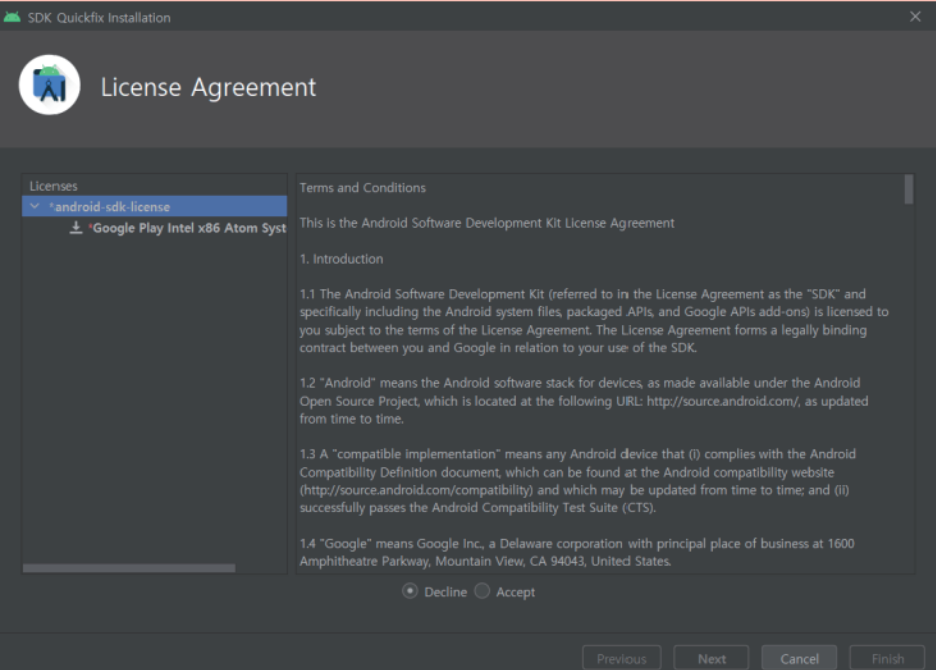 SDK Quickfix Installation
License Agreement
Licenses
*android-sdk-license
*Google Play Intel x86 Atom Syst
Terms and Conditions
This is the Android Software Development Kit License Agreement
1. Introduction
1.1 The Android Software Development Kit (referred to in the License Agreement as the "SDK" and
specifically including the Android system files, packaged APIs, and Google APIs add-ons) is licensed to
you subject to the terms of the License Agreement. The License Agreement forms a legally binding
contract between you and Google in relation to your use of the SDK.
1.2 "Android" means the Android software stack for devices, as made available under the Android
Open Source Project, which is located at the following URL: http://source.android.com/, as updated
from time to time.
1.3 A "compatible implementation" means any Android device that (i) complies with the Android
Compatibility Definition document, which can be found at the Android compatibility website
(http://source.android.com/compatibility) and which may be updated from time to time; and (ii)
successfully passes the Android Compatibility Test Suite (CTS).
1.4 "Google" means Google Inc., a Delaware corporation with principal place of business at 1600
Amphitheatre Parkway, Mountain View, CA 94043, United States.
Decline Accept
Previous Next Cancel Finish